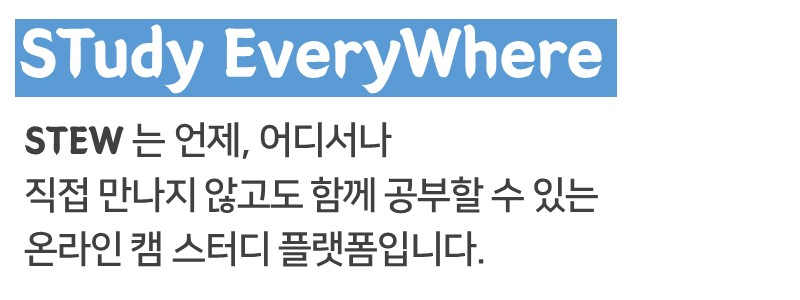 STudy EveryWhere
STEW 는 언제, 어디서나
직접 만나지 않고도 함께 공부할 수 있는
온라인 캠 스터디 플랫폼입니다.